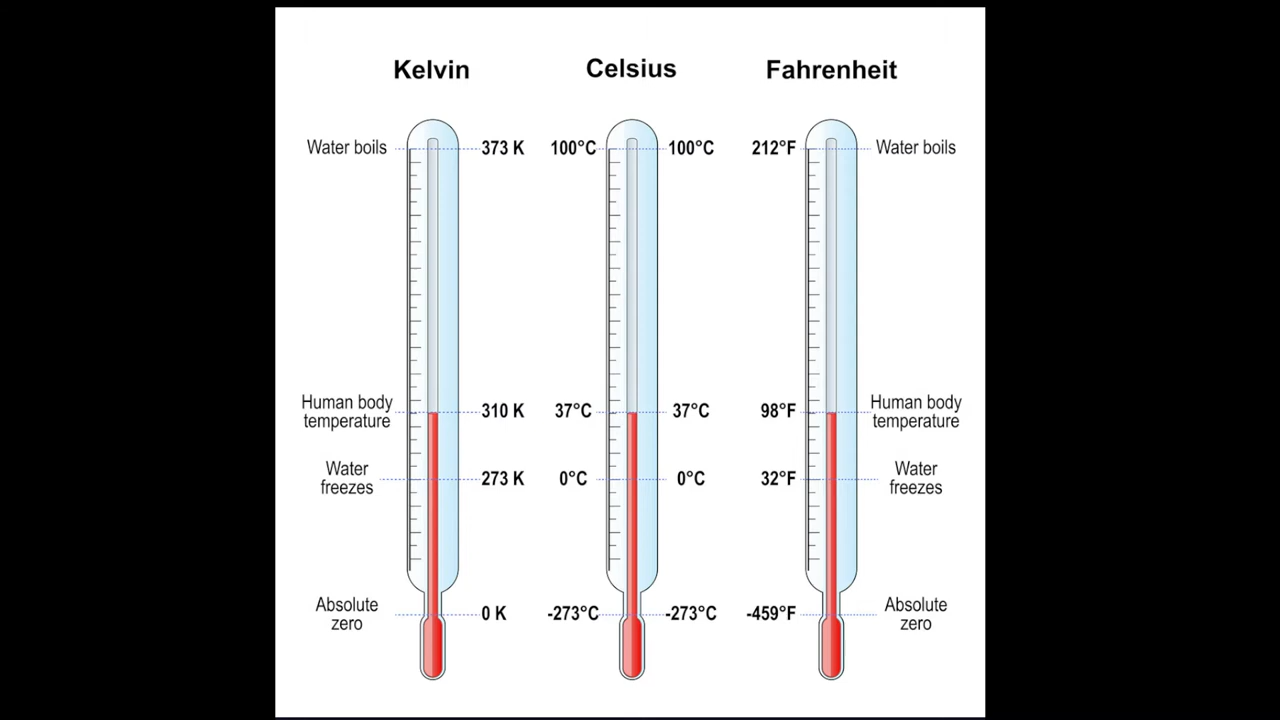 Kelvin Celsius Fahrenheit
Water boils 373 K 100°C 100°C 212°F Water boils
Human body
temperature
310 K 37°C 37°C 98°F
Human body
temperature
Water
freezes
273 K 0°C 0°C 32°F
Water
freezes
Absolute
zero
0 K -273°C -273°C -459°F
Absolute
zero